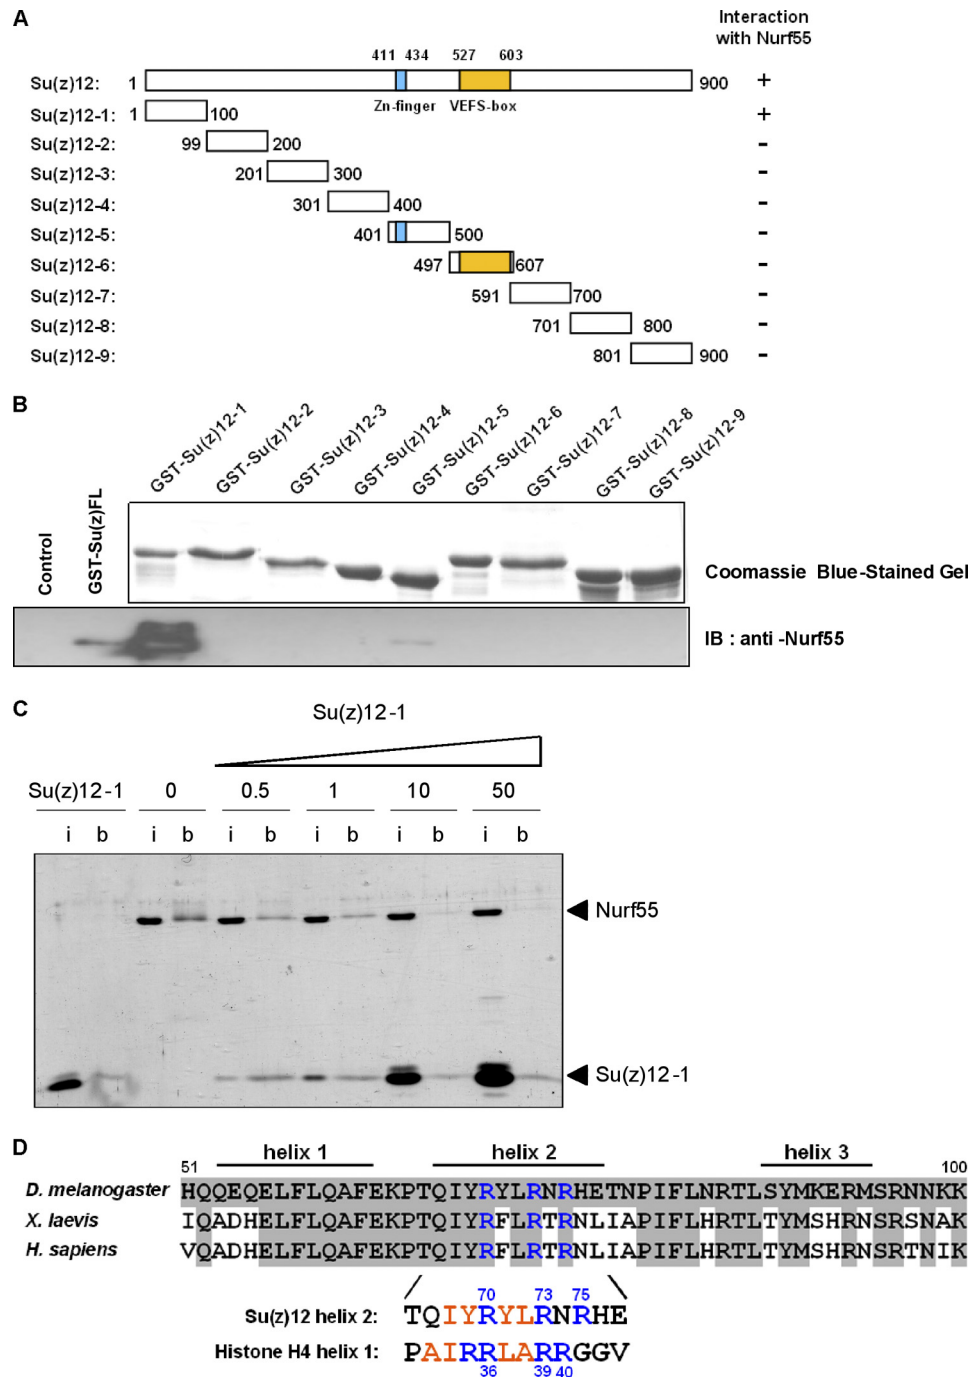 A
Interaction
with Nurf55
411 434 527 603
Su(z)12: 1 900 +
Zn-finger VEFS-box
Su(z)12-1: 1 100 +
Su(z)12-2: 99 200 -
Su(z)12-3: 201 300 -
Su(z)12-4: 301 400 -
Su(z)12-5: 401 500 -
Su(z)12-6: 497 607 -
Su(z)12-7: 591 700 -
Su(z)12-8: 701 800 -
Su(z)12-9: 801 900 -
B
Control
GST-Su(z)FL
GST-Su(z)12-1
GST-Su(z)12-2
GST-Su(z)12-3
GST-Su(z)12-4
GST-Su(z)12-5
GST-Su(z)12-6
GST-Su(z)12-7
GST-Su(z)12-8
GST-Su(z)12-9
Coomassie Blue-Stained Gel
IB : anti -Nurf55
C
Su(z)12-1
Su(z)12-1 0 0.5 1 10 50
i b i b i b i b i b i b
Nurf55
Su(z)12-1
D
helix 1 helix 2 helix 3
51 100
D. melanogaster HQQEQELFLQAFEKPTQIYRYLRNRHETNPIFLNRTLSYMKERMSRNNKK
X. laevis IQADHELFLQAFEKPTQIYRFLRTRNLIAPIFLHRTLTYMSHRNSRSNAK
H. sapiens VQADHELFLQAFEKPTQIYRFLRTRNLIAPIFLHRTLTYMSHRNSRTNIK
70 73 75
Su(z)12 helix 2: TQIYRYLRNRHE
Histone H4 helix 1: PAIRRLARRGGV
36 39 40